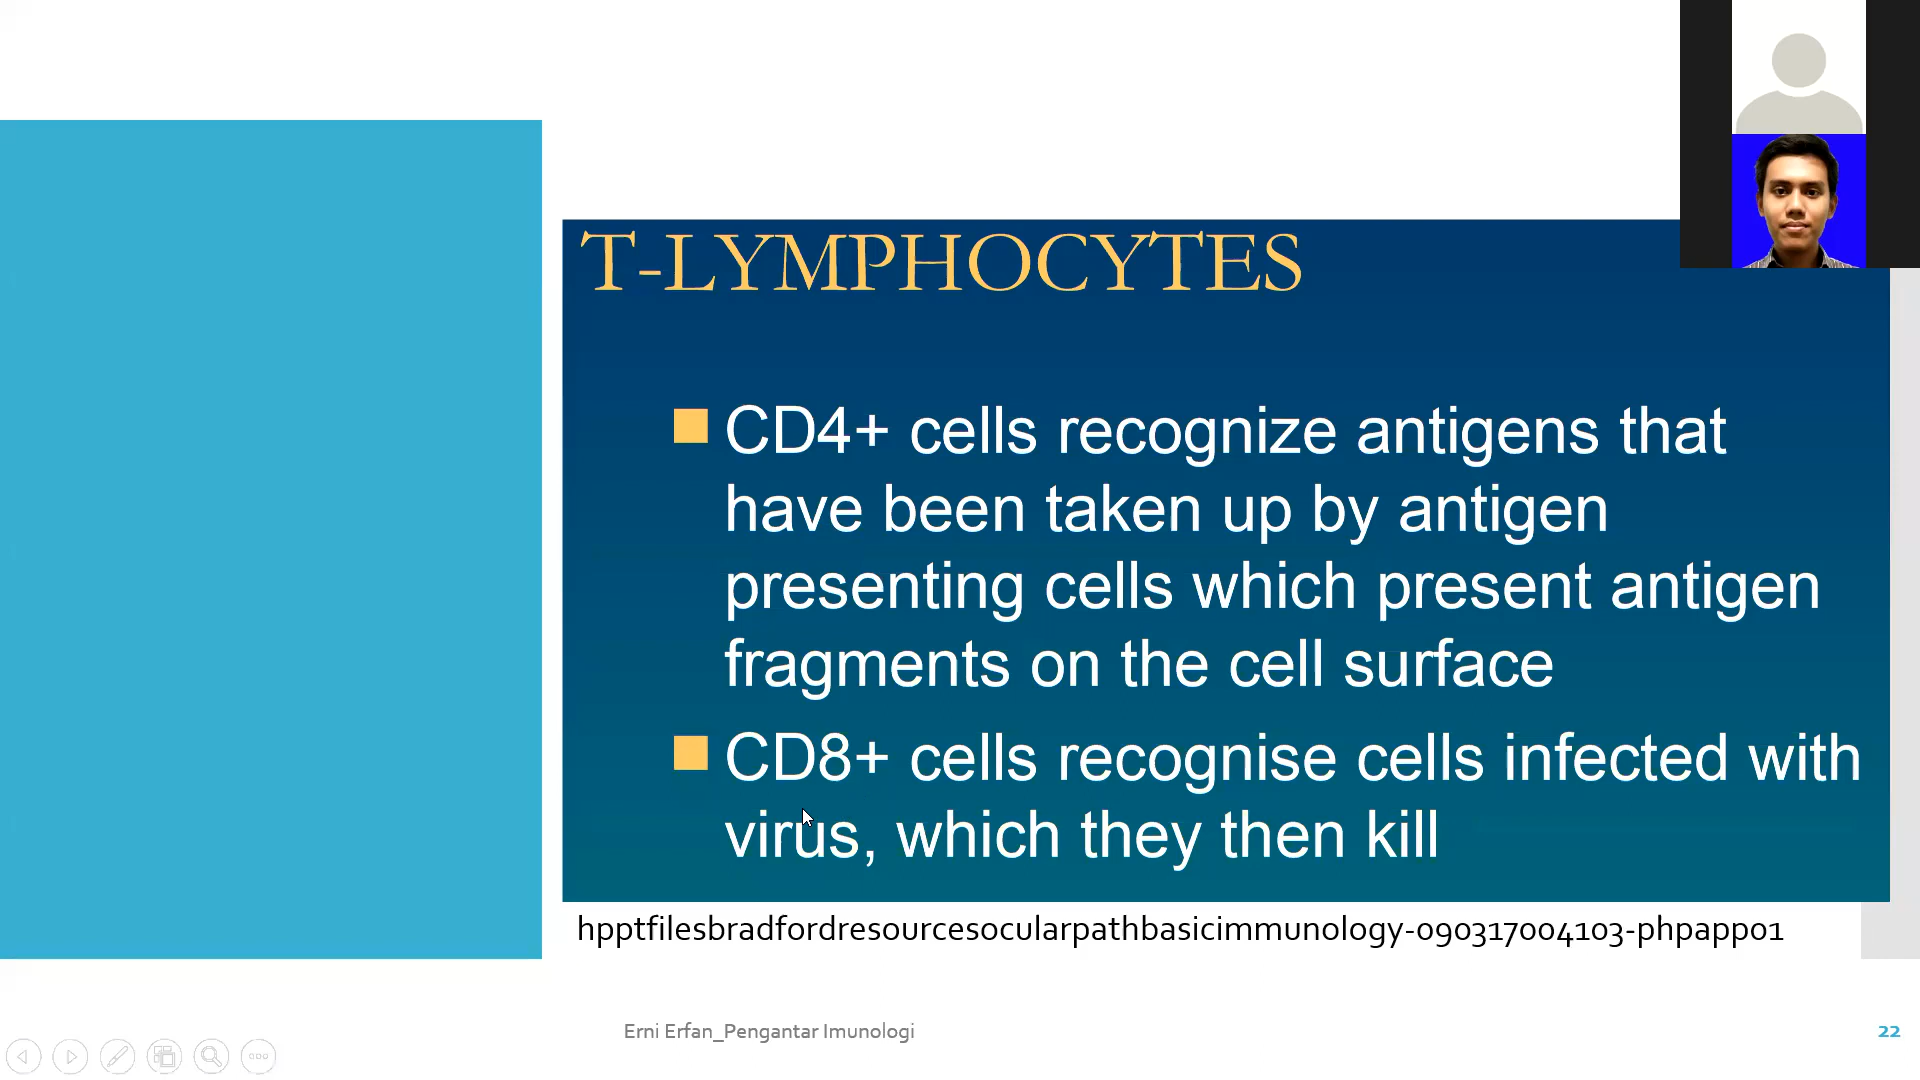 T-LYMPHOCYTES
CD4+ cells recognize antigens that
have been taken up by antigen
presenting cells which present antigen
fragments on the cell surface
CD8+ cells recognise cells infected with
virus, which they then kill
hpptfilesbradfordresourcesocularpathbasicimmunology-090317004103-phpapp01
Erni Erfan_Pengantar Imunologi
22